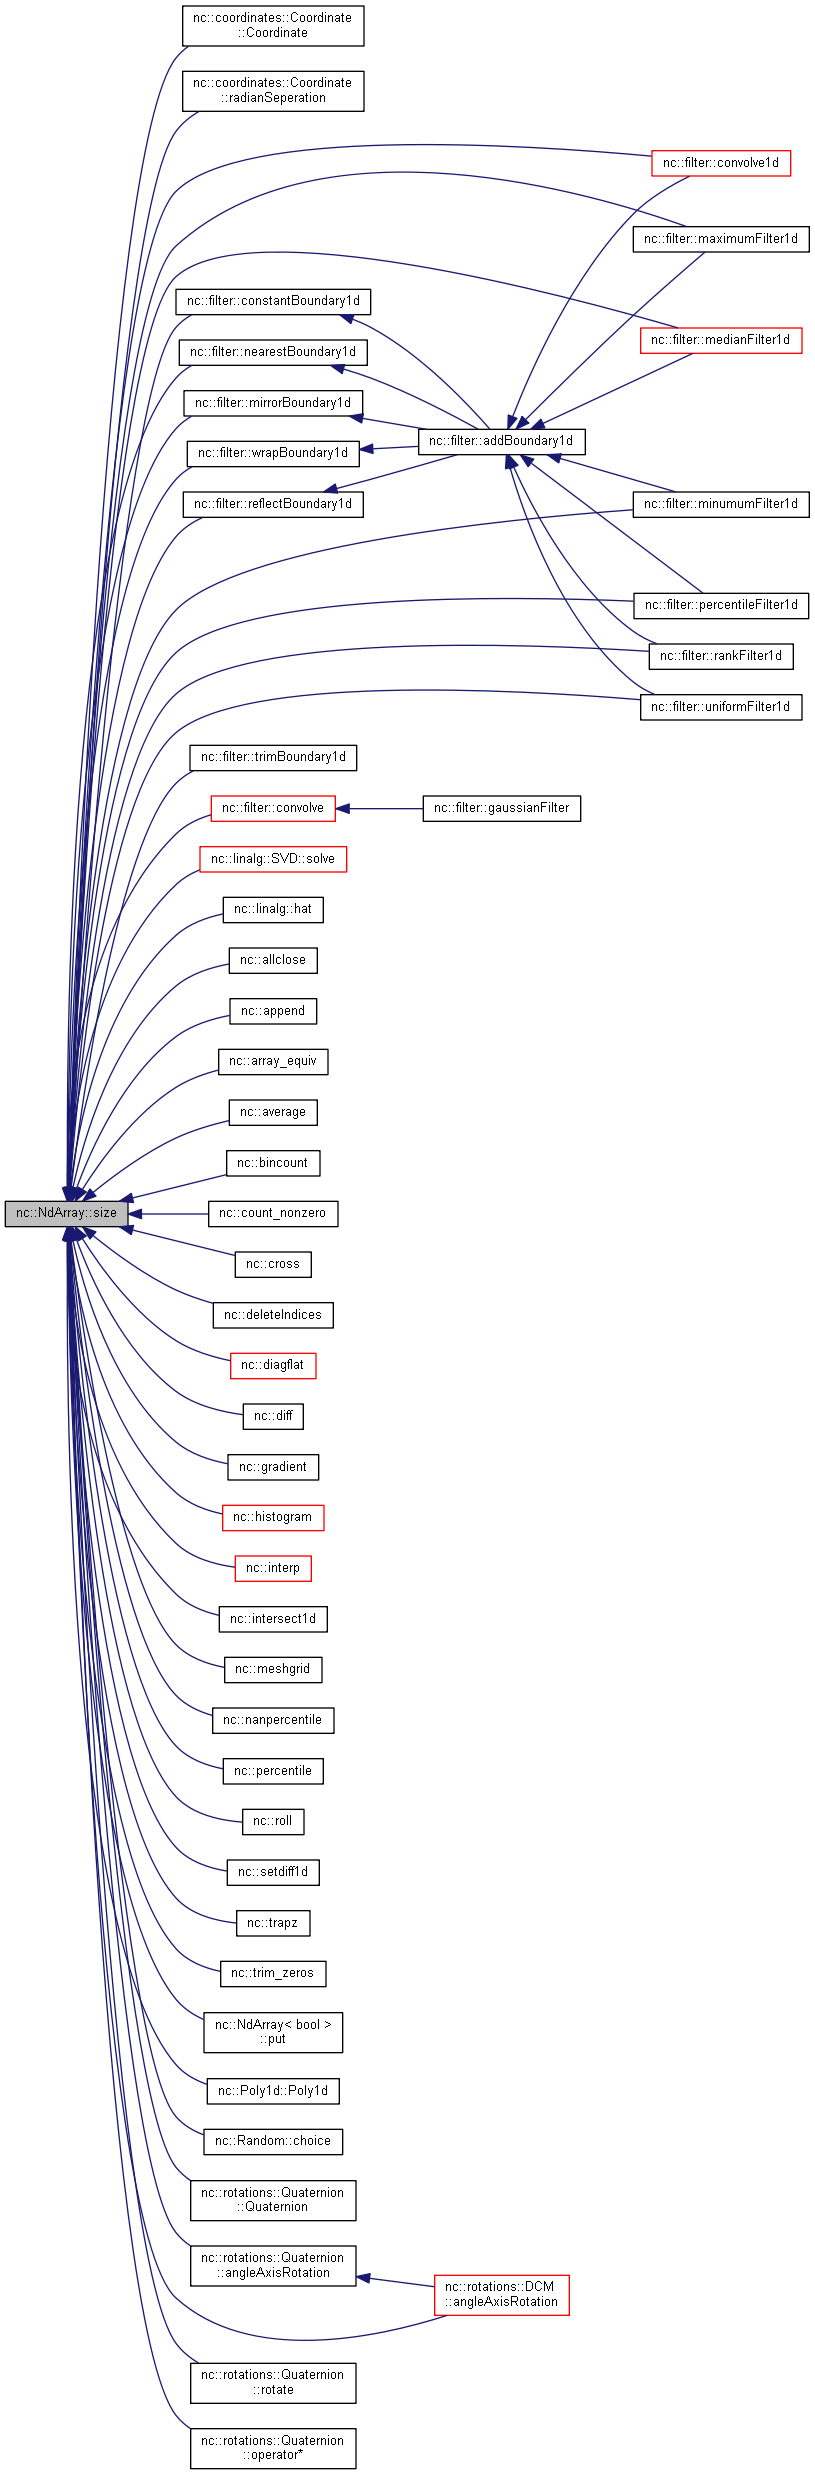 nc::coordinates::Coordinate
::Coordinate
nc::coordinates::Coordinate
::radianSeperation
nc::filter::convolve1d
nc::filter::maximumFilter1d
nc::filter::constantBoundary1d
nc::filter::medianFilter1d
nc::filter::nearestBoundary1d
nc::filter::mirrorBoundary1d
nc::filter::addBoundary1d
nc::filter::wrapBoundary1d
nc::filter::reflectBoundary1d
nc::filter::minumumFilter1d
nc::filter::percentileFilter1d
nc::filter::rankFilter1d
nc::filter::uniformFilter1d
nc::filter::trimBoundary1d
nc::filter::convolve
nc::filter::gaussianFilter
nc::linalg::SVD::solve
nc::linalg::hat
nc::allclose
nc::append
nc::array_equiv
nc::average
nc::bincount
nc::NdArray::size
nc::count_nonzero
nc::cross
nc::deleteIndices
nc::diagflat
nc::diff
nc::gradient
nc::histogram
nc::interp
nc::intersect1d
nc::meshgrid
nc::nanpercentile
nc::percentile
nc::roll
nc::setdiff1d
nc::trapz
nc::trim_zeros
nc::NdArray< bool >
::put
nc::Poly1d::Poly1d
nc::Random::choice
nc::rotations::Quaternion
::Quaternion
nc::rotations::Quaternion
::angleAxisRotation
nc::rotations::DCM
::angleAxisRotation
nc::rotations::Quaternion
::rotate
nc::rotations::Quaternion
::operator*